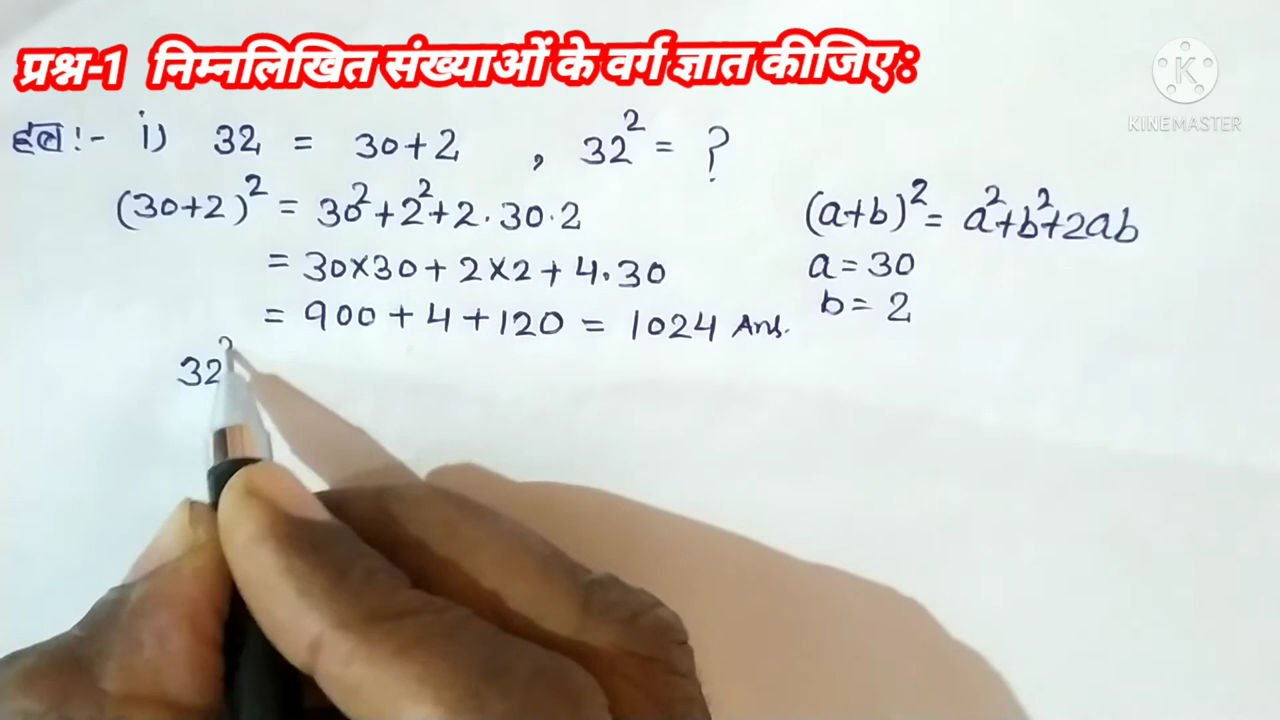 प्रश्न-1 निम्नलिखित संख्याओं के वर्ग ज्ञात कीजिए:
KINEMASTER
हल:- i) 32 = 30+2 , 32² = ?
(30+2)² = 30²+2²+2.30.2
(a+b)² = a²+b²+2ab
= 30×30+2×2+4.30
a=30
= 900+4+120 = 1024 Ans.
b=2
32²